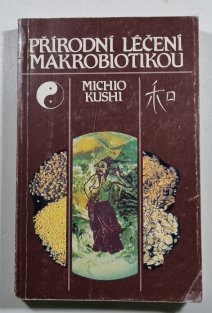 PŘÍRODNÍ LÉČENÍ
MAKROBIOTIKOU
MICHIO
KUSHI
和